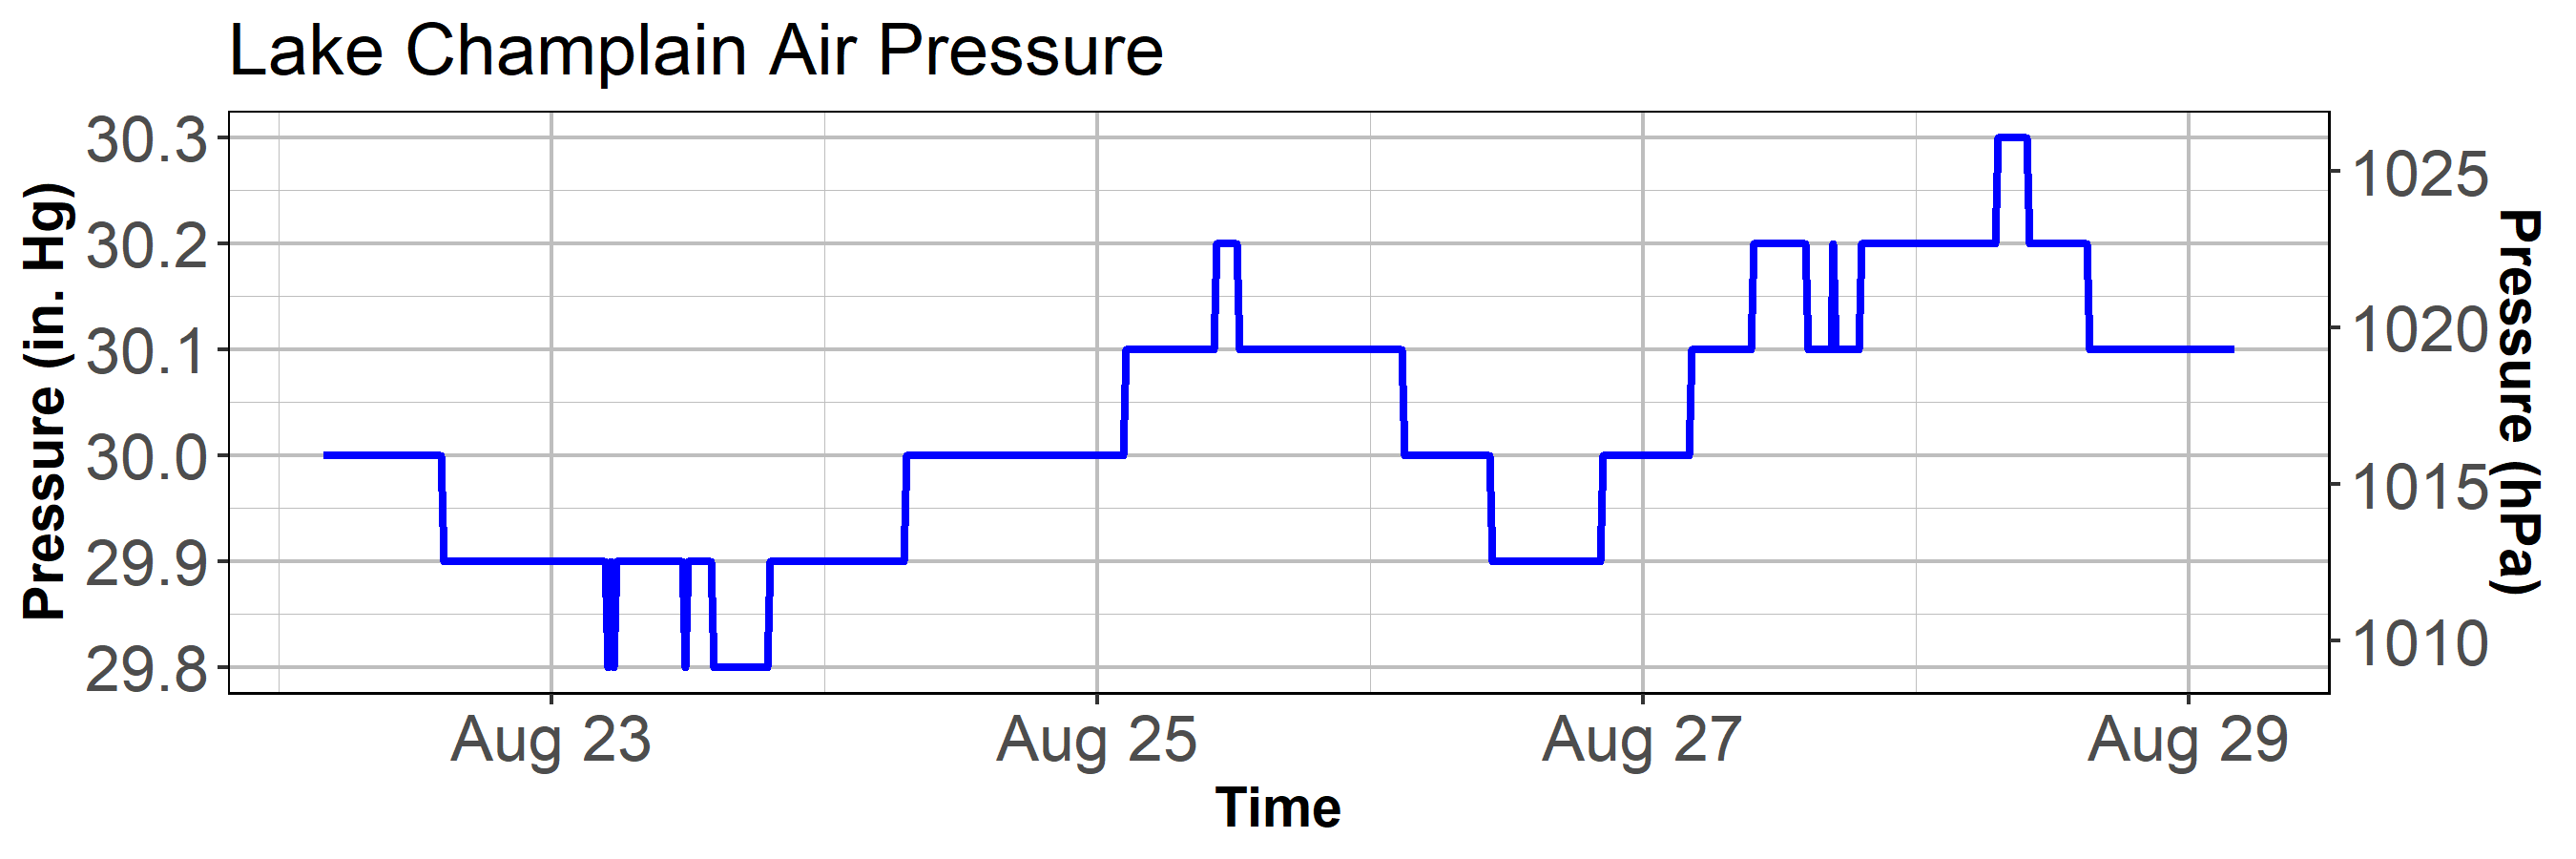 Lake Champlain Air Pressure
Pressure (in. Hg)
30.3
30.2
30.1
30.0
29.9
29.8
1025
1020
1015
1010
Pressure (hPa)
Aug 23 Aug 25 Aug 27 Aug 29
Time